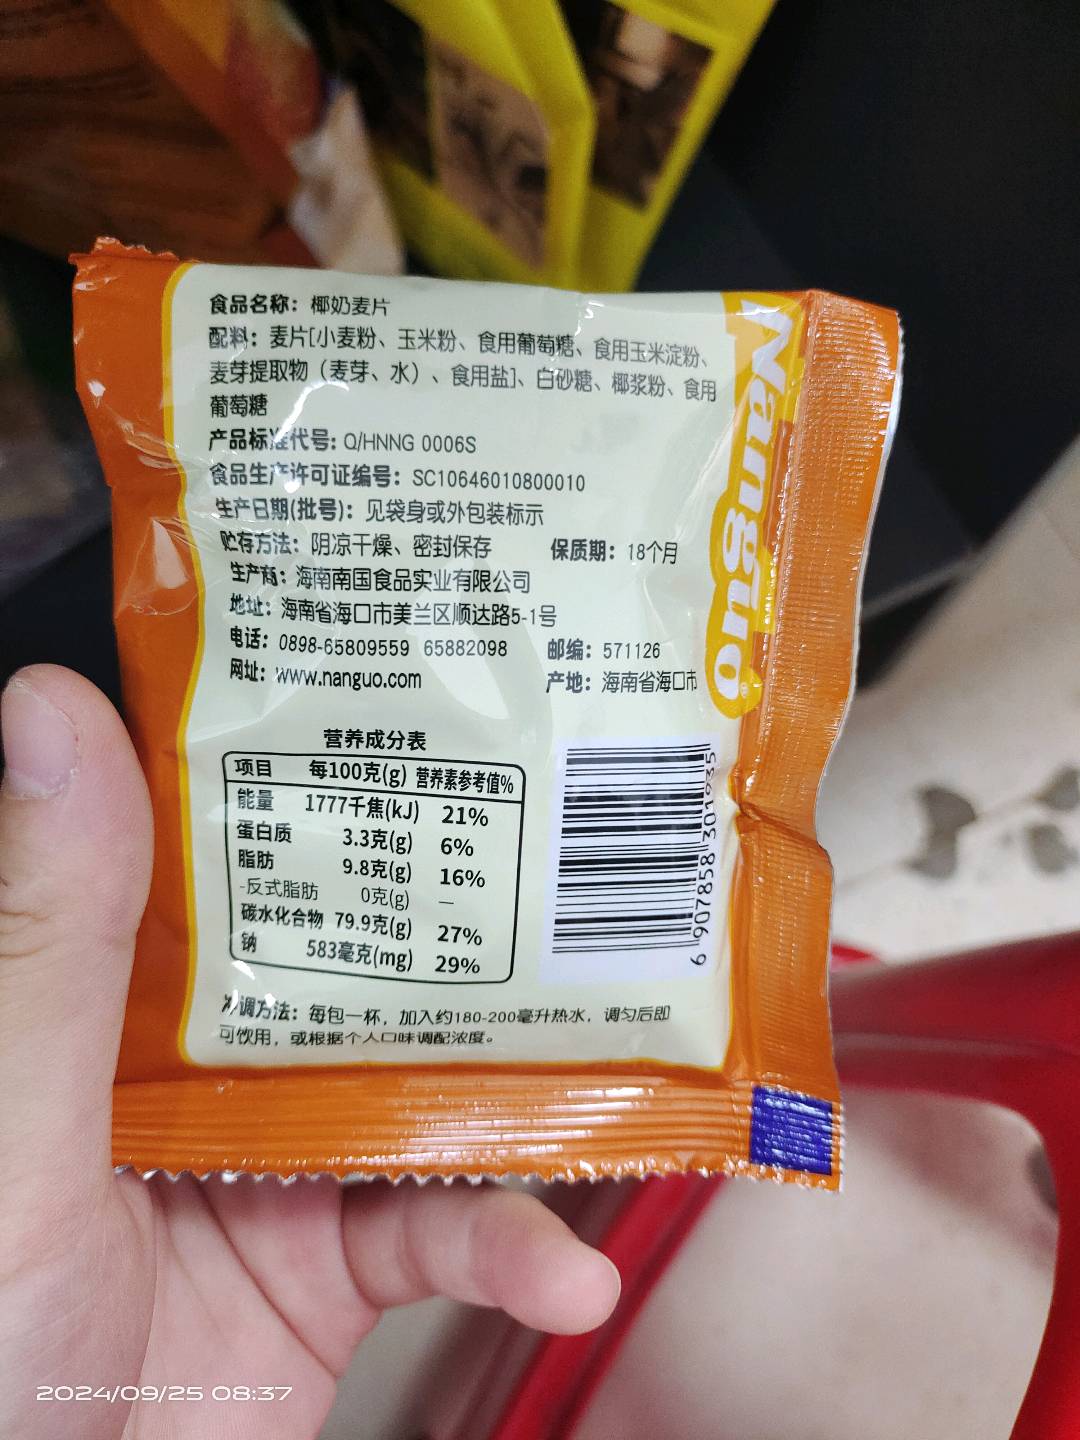 食品名称：椰奶麦片
配料：麦片[小麦粉、玉米粉、食用葡萄糖、食用玉米淀粉、
麦芽提取物（麦芽、水）、食用盐]、白砂糖、椰浆粉、食用
葡萄糖
产品标准代号：Q/HNNG 0006S
食品生产许可证编号：SC10646010800010
生产日期(批号)：见袋身或外包装标示
贮存方法：阴凉干燥、密封保存 保质期：18个月
生产商：海南南国食品实业有限公司
地址：海南省海口市美兰区顺达路5-1号
电话：0898-65809559 65882098 邮编：571126
网址：www.nanguo.com 产地：海南省海口市
Nanguo®
营养成分表
项目 每100克(g) 营养素参考值%
能量 1777千焦(kJ) 21%
蛋白质 3.3克(g) 6%
脂肪 9.8克(g) 16%
-反式脂肪 0克(g) —
碳水化合物 79.9克(g) 27%
钠 583毫克(mg) 29%
6 907858 301935
冲调方法：每包一杯，加入约180-200毫升热水，调匀后即
可饮用，或根据个人口味调配浓度。
2024/09/25 08:37